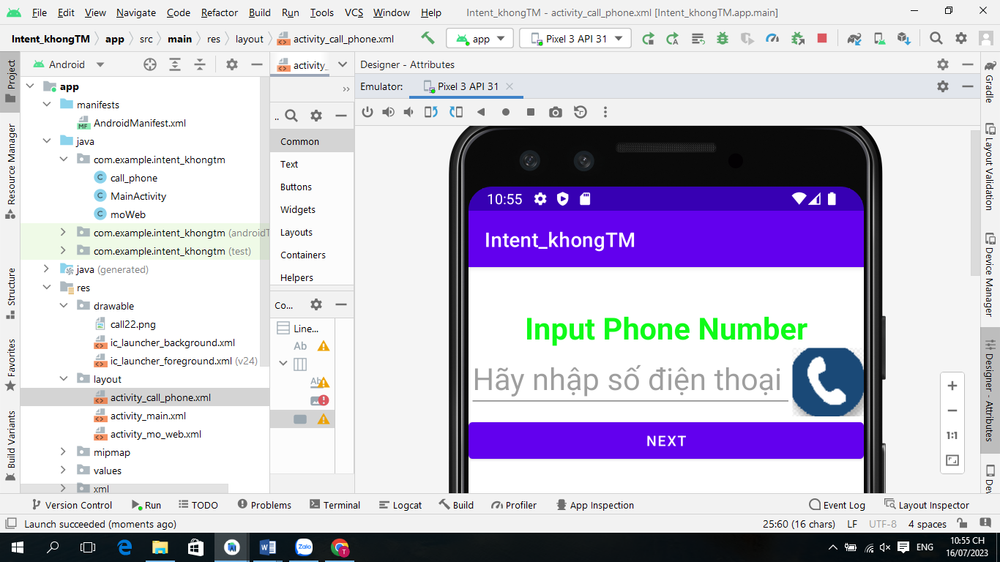 File Edit View Navigate Code Refactor Build Run Tools VCS Window Help Intent_khongTM - activity_call_phone.xml [Intent_khongTM.app.main]
Intent_khongTM app src main res layout activity_call_phone.xml app Pixel 3 API 31
Project
Resource Manager
Structure
Favorites
Build Variants
Android
app
manifests
MF AndroidManifest.xml
java
com.example.intent_khongtm
C call_phone
C MainActivity
C moWeb
com.example.intent_khongtm (androidT
com.example.intent_khongtm (test)
java (generated)
res
drawable
call22.png
ic_launcher_background.xml
ic_launcher_foreground.xml (v24)
layout
activity_call_phone.xml
activity_main.xml
activity_mo_web.xml
mipmap
values
xml
activity_
»
..
Common
Text
Buttons
Widgets
Layouts
Containers
Helpers
Co...
Line...
Ab
Ab
Designer - Attributes
Emulator: Pixel 3 API 31
10:55
Intent_khongTM
Input Phone Number
Hãy nhập số điện thoại
NEXT
+
−
1:1
Gradle
Layout Validation
Device Manager
Designer - Attributes
Dev
Version Control Run TODO Problems Terminal Logcat Build Profiler App Inspection Event Log Layout Inspector
Launch succeeded (moments ago) 25:60 (16 chars) LF UTF-8 4 spaces
W Zalo T ENG 10:55 CH
16/07/2023